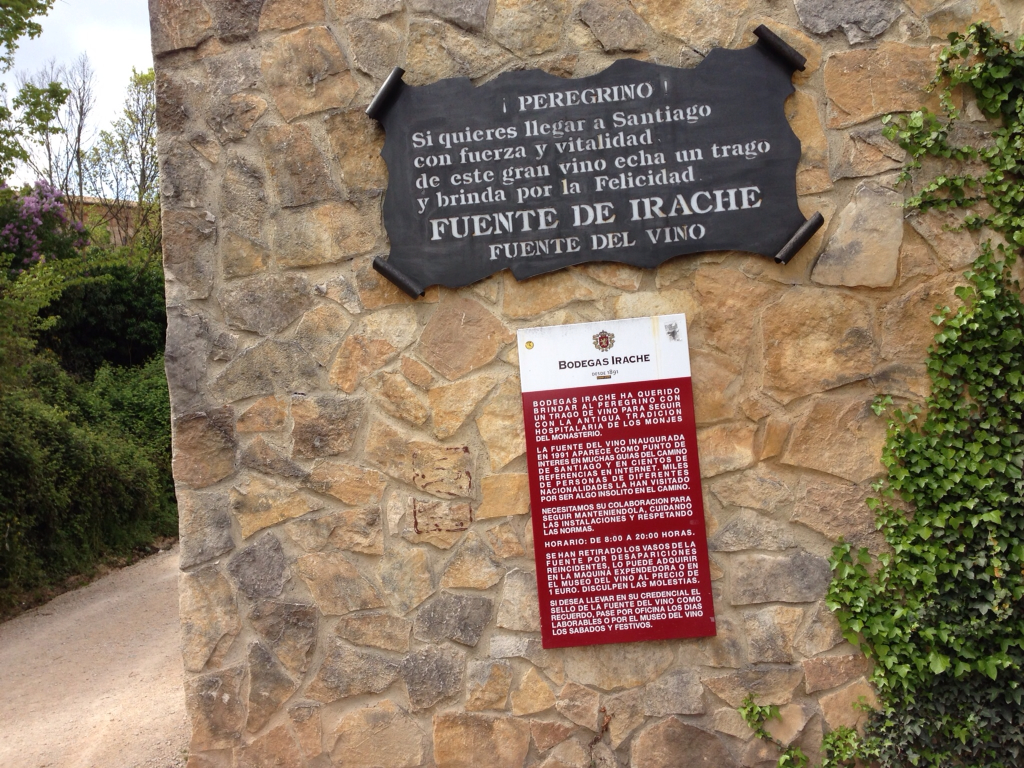 ¡ PEREGRINO !
Si quieres llegar a Santiago
con fuerza y vitalidad
de este gran vino echa un trago
y brinda por la Felicidad
FUENTE DE IRACHE
FUENTE DEL VINO
BODEGAS IRACHE
DESDE 1891
BODEGAS IRACHE HA QUERIDO
BRINDAR AL PEREGRINO CON
UN TRAGO DE VINO PARA SEGUIR
CON LA ANTIGUA TRADICION
HOSPITALARIA DE LOS MONJES
DEL MONASTERIO.
LA FUENTE DEL VINO INAUGURADA
EN 1991 APARECE COMO PUNTO DE
INTERES EN MUCHAS GUIAS DEL CAMINO
DE SANTIAGO Y EN CIENTOS DE
REFERENCIAS EN INTERNET. MILES
DE PERSONAS DE DIFERENTES
NACIONALIDADES LA HAN VISITADO
POR SER ALGO INSOLITO EN EL CAMINO.
NECESITAMOS SU COLABORACION PARA
SEGUIR MANTENIENDOLA, CUIDANDO
LAS INSTALACIONES Y RESPETANDO
LAS NORMAS.
HORARIO: DE 8:00 A 20:00 HORAS.
SE HAN RETIRADO LOS VASOS DE LA
FUENTE POR DESAPARICIONES
REINCIDENTES, LO PUEDE ADQUIRIR
EN LA MAQUINA EXPENDEDORA O EN
EL MUSEO DEL VINO AL PRECIO DE
1 EURO. DISCULPEN LAS MOLESTIAS.
SI DESEA LLEVAR EN SU CREDENCIAL EL
SELLO DE LA FUENTE DEL VINO COMO
RECUERDO, PASE POR OFICINA LOS DIAS
LABORABLES O POR EL MUSEO DEL VINO
LOS SABADOS Y FESTIVOS.